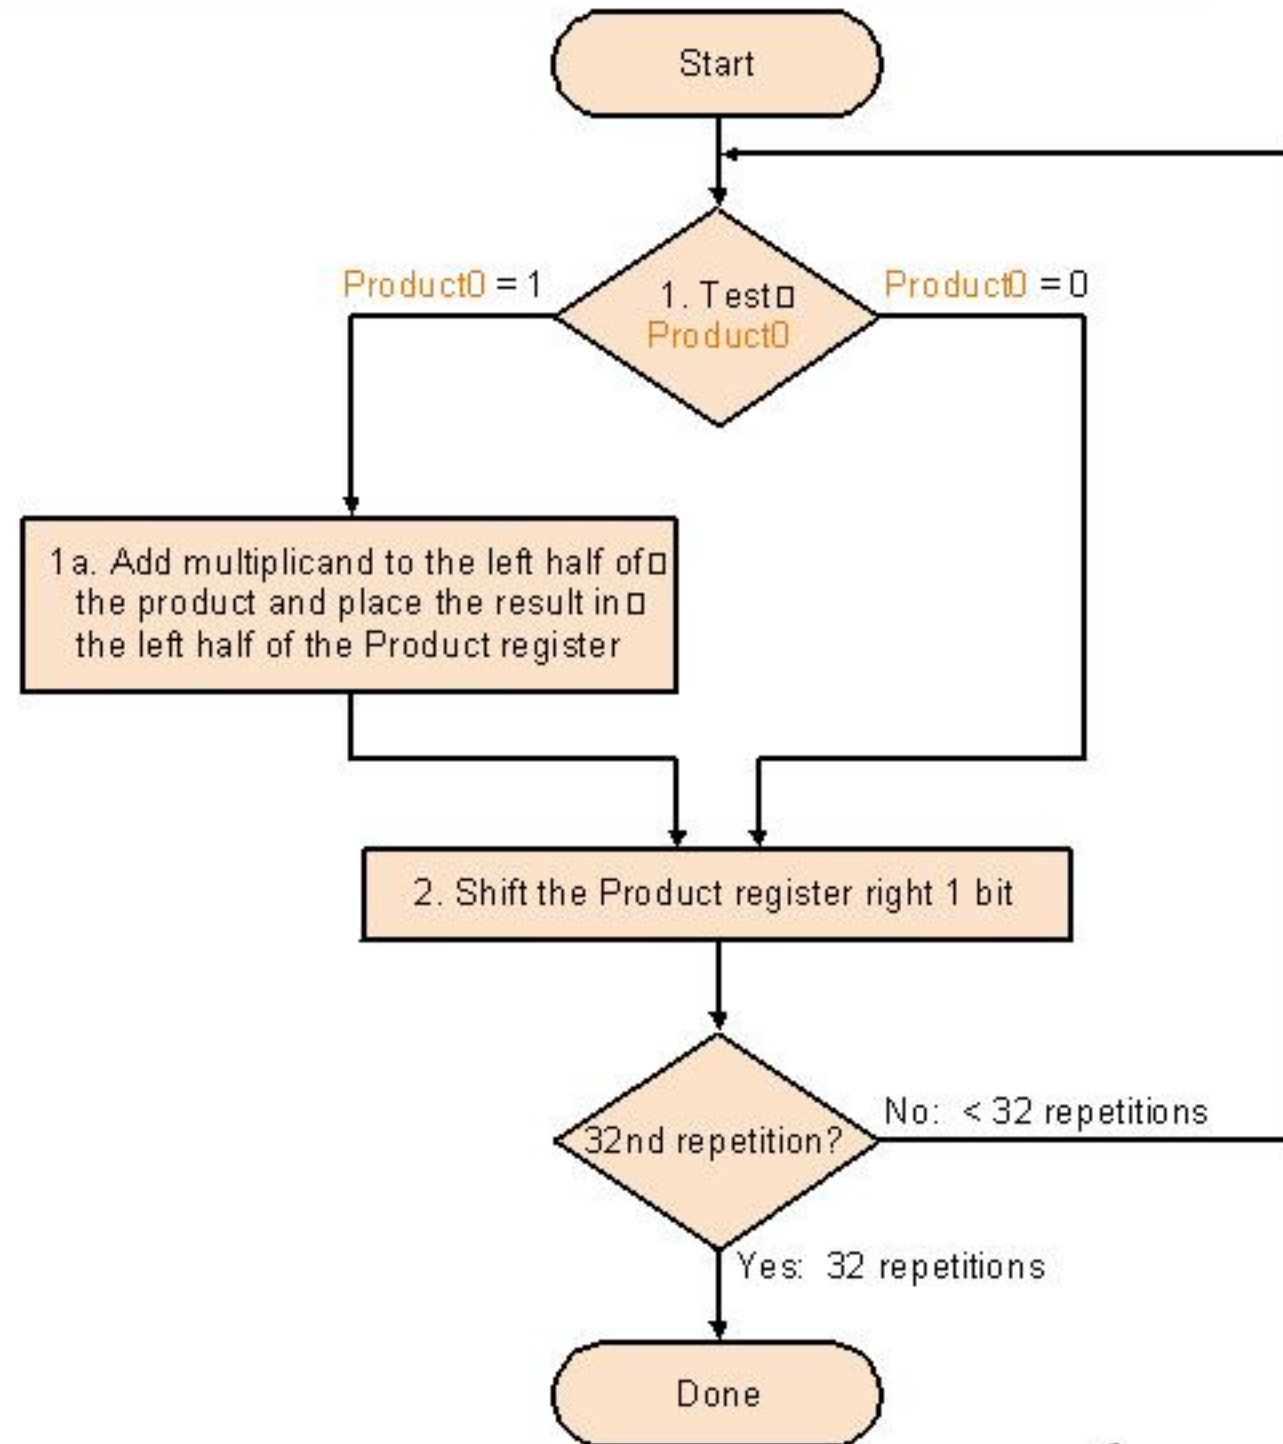 Start
Product0 = 1
1. Test
Product0
Product0 = 0
1a. Add multiplicand to the left half of
the product and place the result in
the left half of the Product register
2. Shift the Product register right 1 bit
32nd repetition?
No: < 32 repetitions
Yes: 32 repetitions
Done